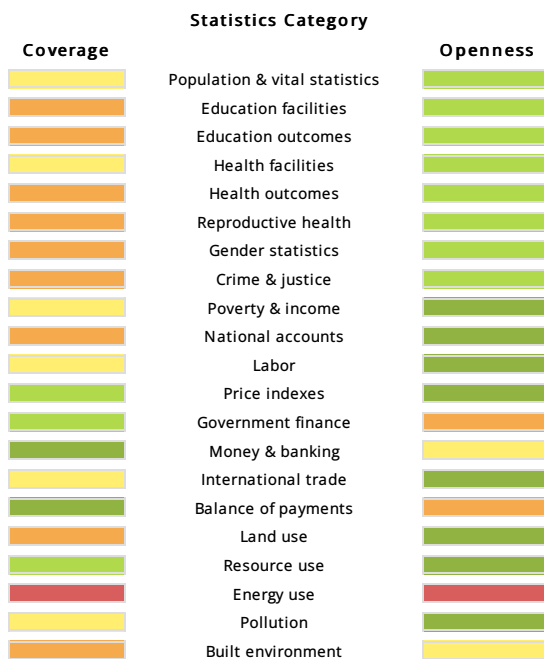 Statistics Category
Coverage Openness
Population & vital statistics
Education facilities
Education outcomes
Health facilities
Health outcomes
Reproductive health
Gender statistics
Crime & justice
Poverty & income
National accounts
Labor
Price indexes
Government finance
Money & banking
International trade
Balance of payments
Land use
Resource use
Energy use
Pollution
Built environment